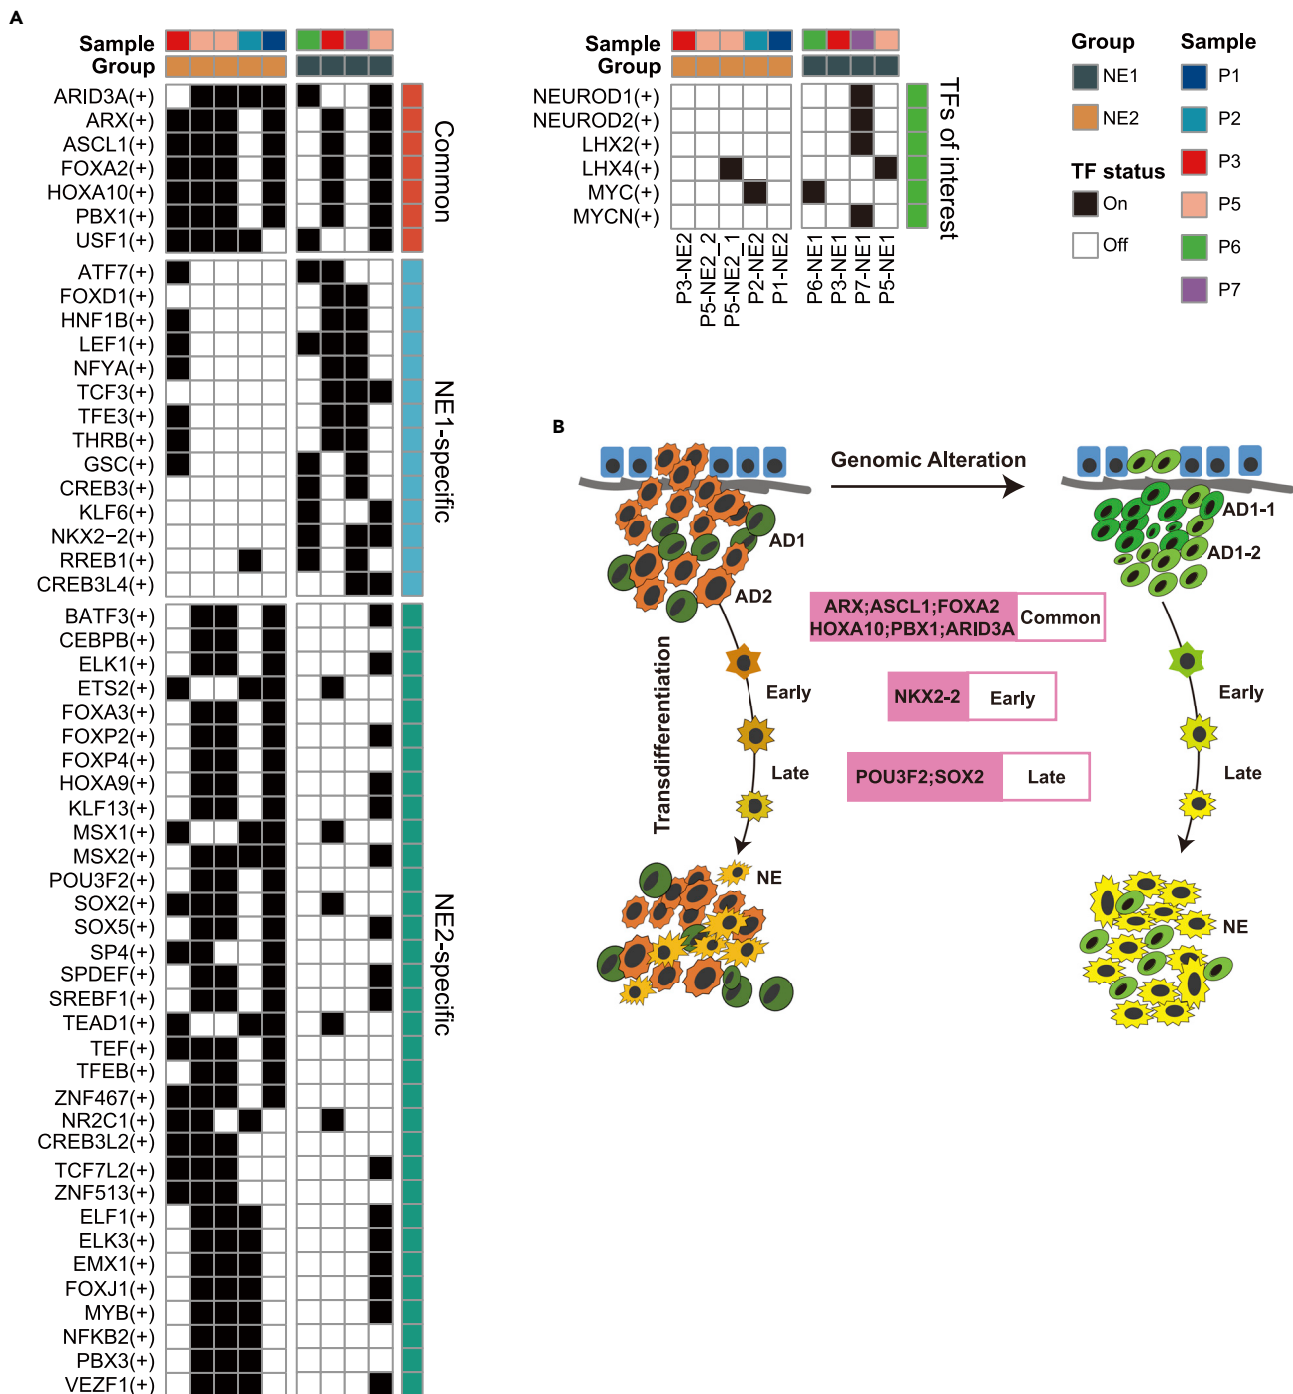 A
Sample
Group
ARID3A(+)
ARX(+)
ASCL1(+)
FOXA2(+)
HOXA10(+)
PBX1(+)
USF1(+)
Common
ATF7(+)
FOXD1(+)
HNF1B(+)
LEF1(+)
NFYA(+)
TCF3(+)
TFE3(+)
THRB(+)
GSC(+)
CREB3(+)
KLF6(+)
NKX2−2(+)
RREB1(+)
CREB3L4(+)
NE1-specific
BATF3(+)
CEBPB(+)
ELK1(+)
ETS2(+)
FOXA3(+)
FOXP2(+)
FOXP4(+)
HOXA9(+)
KLF13(+)
MSX1(+)
MSX2(+)
POU3F2(+)
SOX2(+)
SOX5(+)
SP4(+)
SPDEF(+)
SREBF1(+)
TEAD1(+)
TEF(+)
TFEB(+)
ZNF467(+)
NR2C1(+)
CREB3L2(+)
TCF7L2(+)
ZNF513(+)
ELF1(+)
ELK3(+)
EMX1(+)
FOXJ1(+)
MYB(+)
NFKB2(+)
PBX3(+)
VEZF1(+)
NE2-specific
Sample
Group
NEUROD1(+)
NEUROD2(+)
LHX2(+)
LHX4(+)
MYC(+)
MYCN(+)
TFs of interest
P3-NE2
P5-NE2_2
P5-NE2_1
P2-NE2
P1-NE2
P6-NE1
P3-NE1
P7-NE1
P5-NE1
Group
NE1
NE2
TF status
On
Off
Sample
P1
P2
P3
P5
P6
P7
B
Genomic Alteration
AD1
AD2
AD1-1
AD1-2
ARX;ASCL1;FOXA2
HOXA10;PBX1;ARID3A
Common
Transdifferentiation
Early
NKX2-2
Early
Early
Late
POU3F2;SOX2
Late
Late
NE
NE